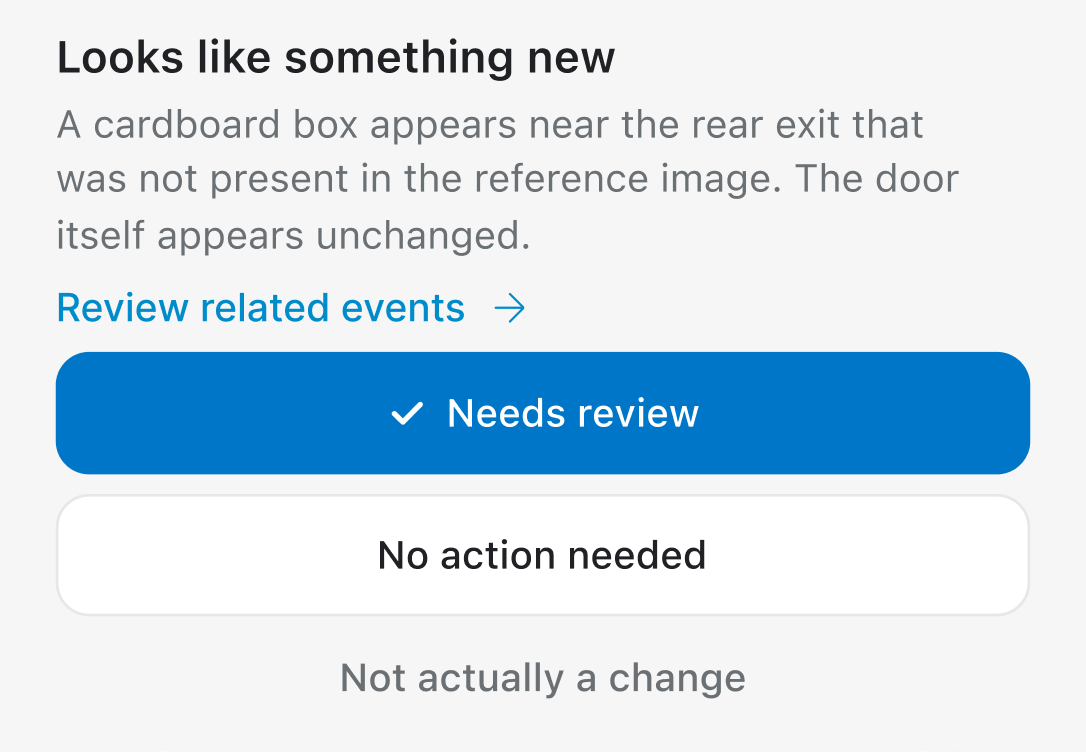 Looks like something new
A cardboard box appears near the rear exit that
was not present in the reference image. The door
itself appears unchanged.
Review related events
Needs review
No action needed
Not actually a change